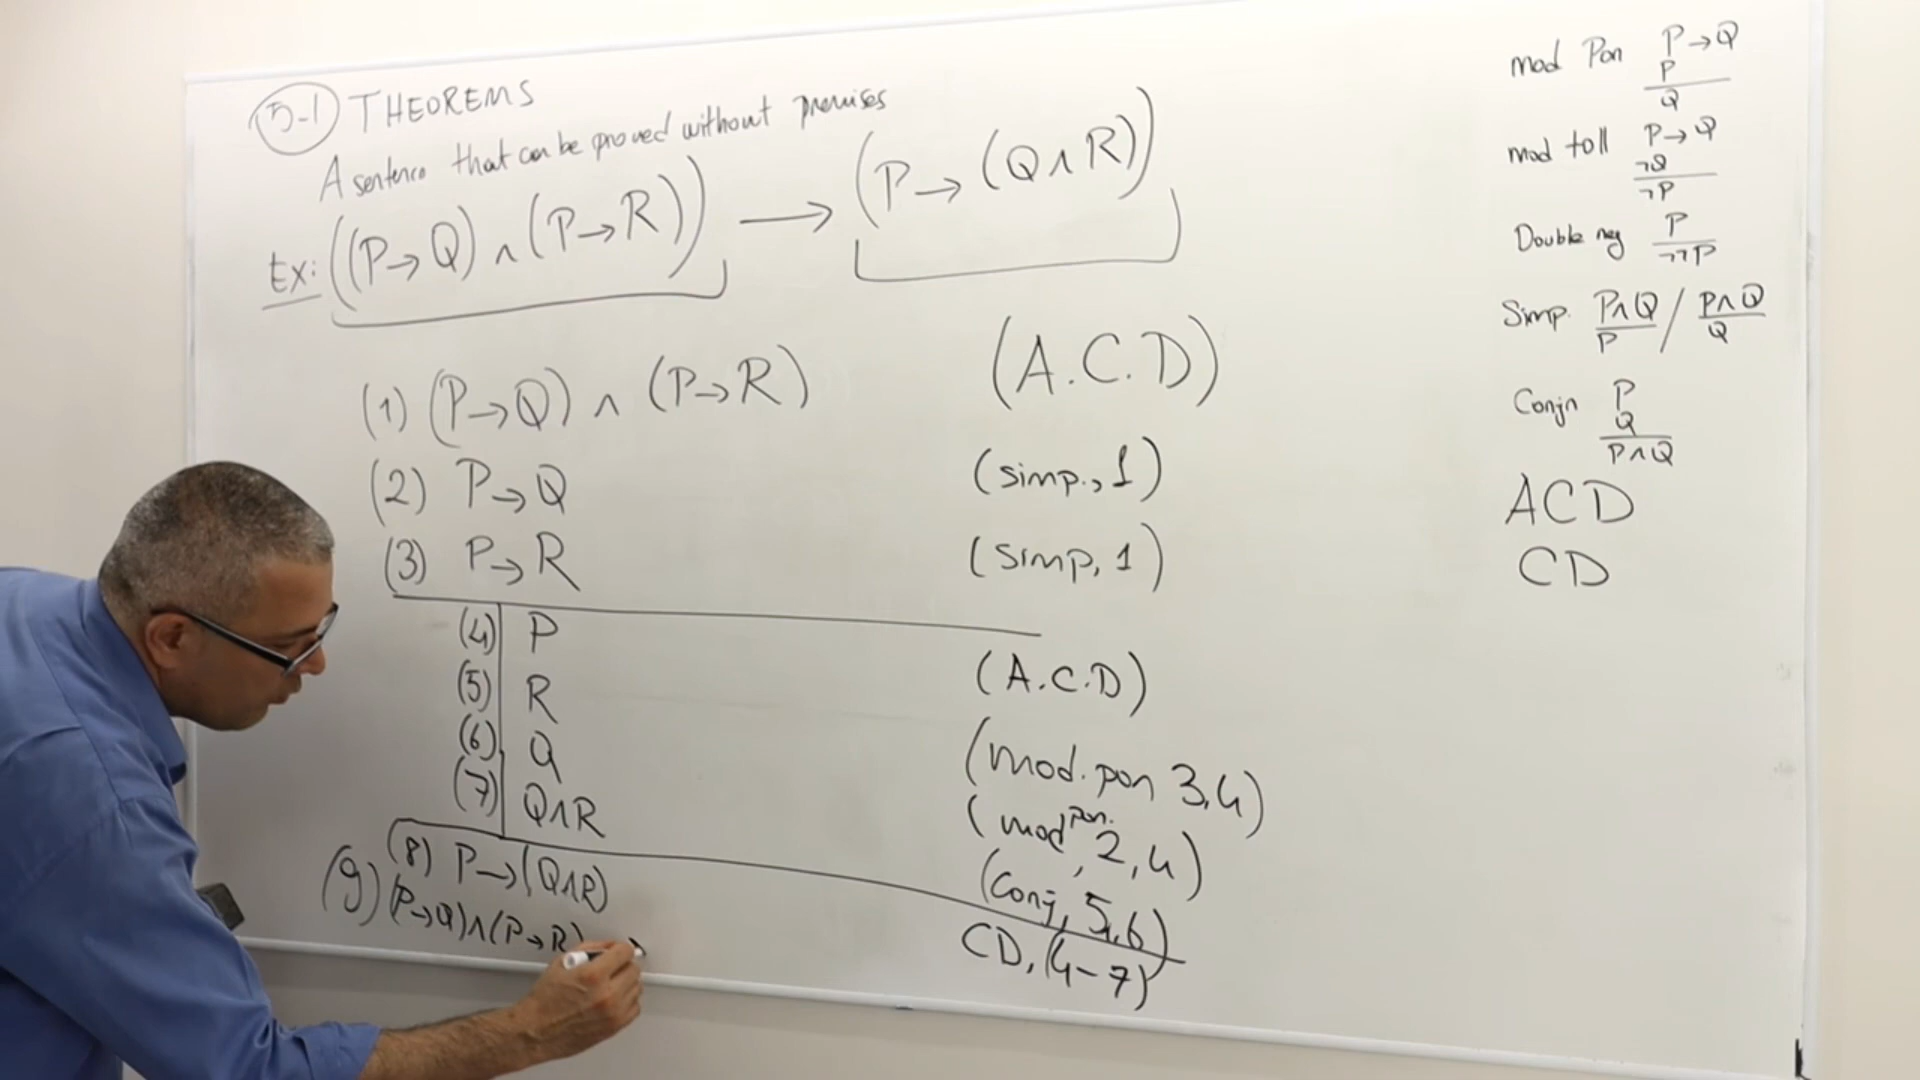 5-1 THEOREMS
A sentence that can be proved without premises
Ex: ((P→Q) ∧ (P→R)) → (P→(Q∧R))
(1) (P→Q) ∧ (P→R) (A.C.D)
(2) P→Q (simp., 1)
(3) P→R (simp, 1)
(4) P (A.C.D)
(5) R (mod. pon 3,4)
(6) Q (mod pon., 2, 4)
(7) Q∧R (Conj, 5,6)
(8) P→(Q∧R) CD, (4-7)
(9) (P→Q)∧(P→R) →
mod Pon P→Q
P
Q
mod toll P→Q
¬Q
¬P
Double neg P
¬¬P
Simp. P∧Q / P∧Q
P Q
Conjn P
Q
P∧Q
ACD
CD